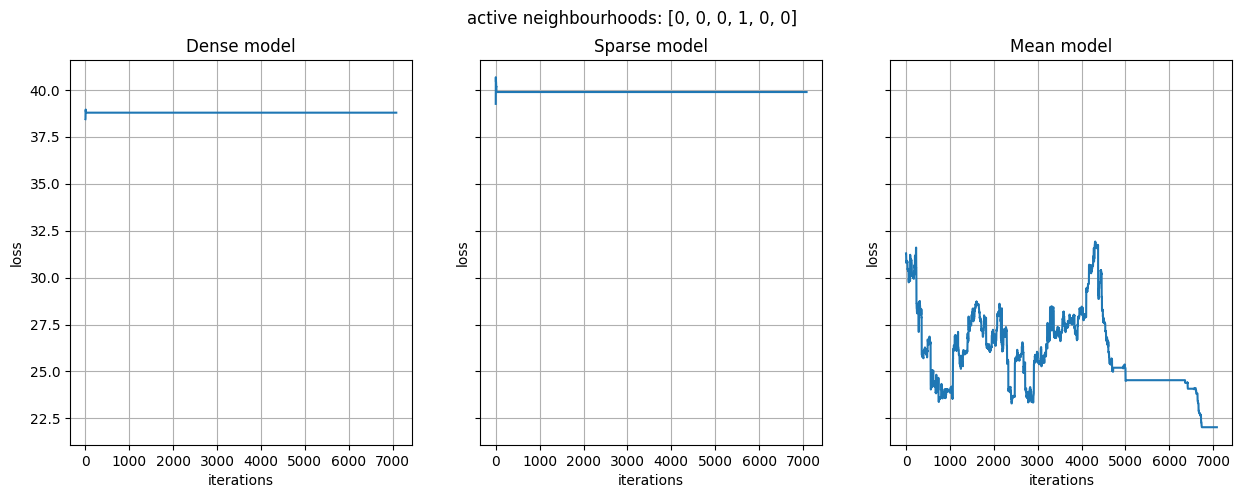 active neighbourhoods: [0, 0, 0, 1, 0, 0]
Dense model
Sparse model
Mean model
loss
40.0
37.5
35.0
32.5
30.0
27.5
25.0
22.5
0 1000 2000 3000 4000 5000 6000 7000
iterations
loss
0 1000 2000 3000 4000 5000 6000 7000
iterations
loss
0 1000 2000 3000 4000 5000 6000 7000
iterations